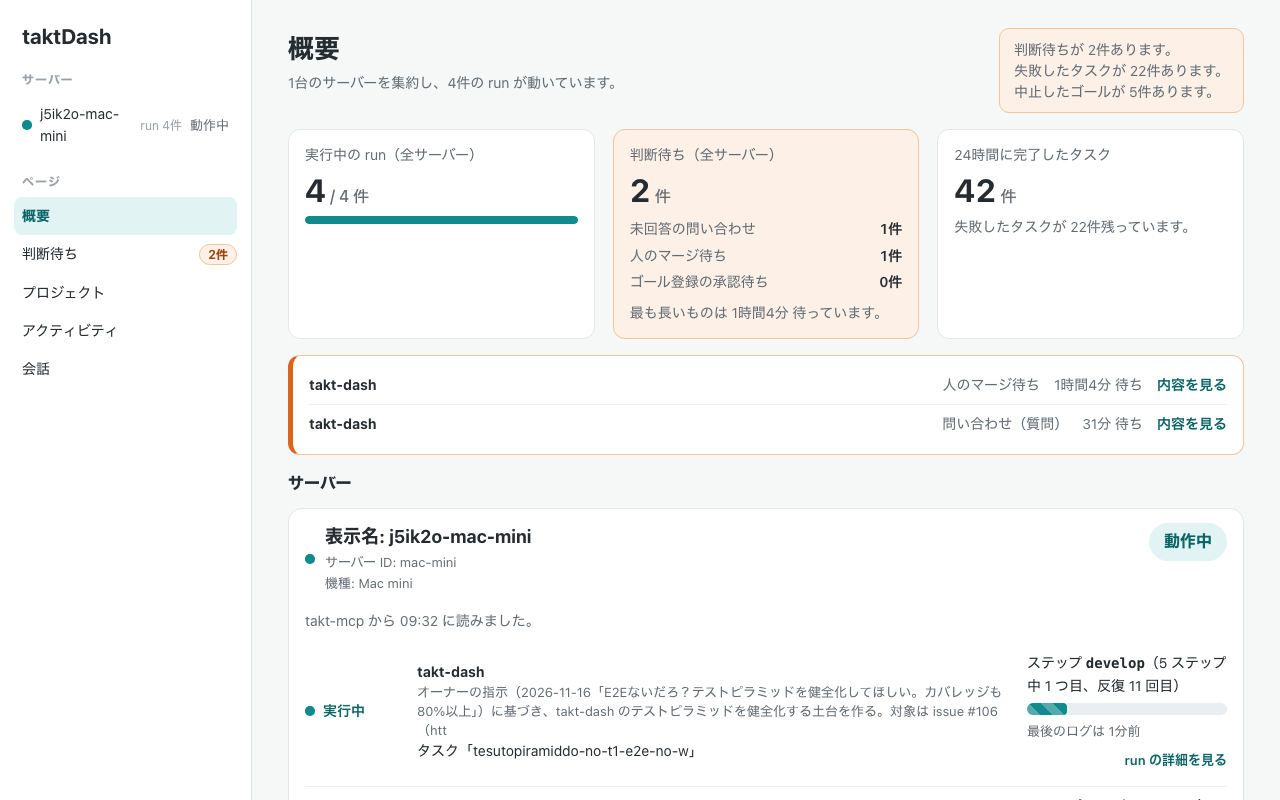 taktDash
サーバー
j5ik2o-mac-mini
run 4件 動作中
ページ
概要
判断待ち 2件
プロジェクト
アクティビティ
会話
概要
1台のサーバーを集約し、4件の run が動いています。
判断待ちが 2件あります。
失敗したタスクが 22件あります。
中止したゴールが 5件あります。
実行中の run（全サーバー）
4 / 4 件
判断待ち（全サーバー）
2 件
未回答の問い合わせ 1件
人のマージ待ち 1件
ゴール登録の承認待ち 0件
最も長いものは 1時間4分 待っています。
24時間に完了したタスク
42 件
失敗したタスクが 22件残っています。
takt-dash 人のマージ待ち 1時間4分 待ち 内容を見る
takt-dash 問い合わせ（質問） 31分 待ち 内容を見る
サーバー
表示名: j5ik2o-mac-mini
サーバー ID: mac-mini
機種: Mac mini
動作中
takt-mcp から 09:32 に読みました。
実行中
takt-dash
オーナーの指示（2026-11-16「E2Eないだろ？テストピラミッドを健全化してほしい。カバレッジも
80%以上」）に基づき、takt-dash のテストピラミッドを健全化する土台を作る。対象は issue #106
（htt
タスク「tesutopiramiddo-no-t1-e2e-no-w」
ステップ develop（5 ステップ
中 1 つ目、反復 11 回目）
最後のログは 1分前
run の詳細を見る